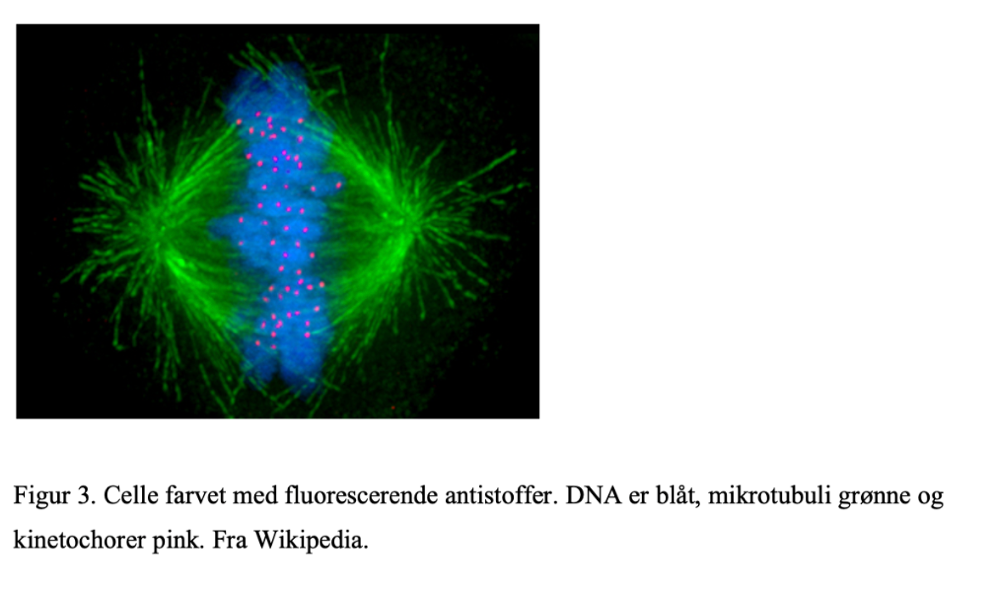 Figur 3. Celle farvet med fluorescerende antistoffer. DNA er blåt, mikrotubuli grønne og
kinetochorer pink. Fra Wikipedia.